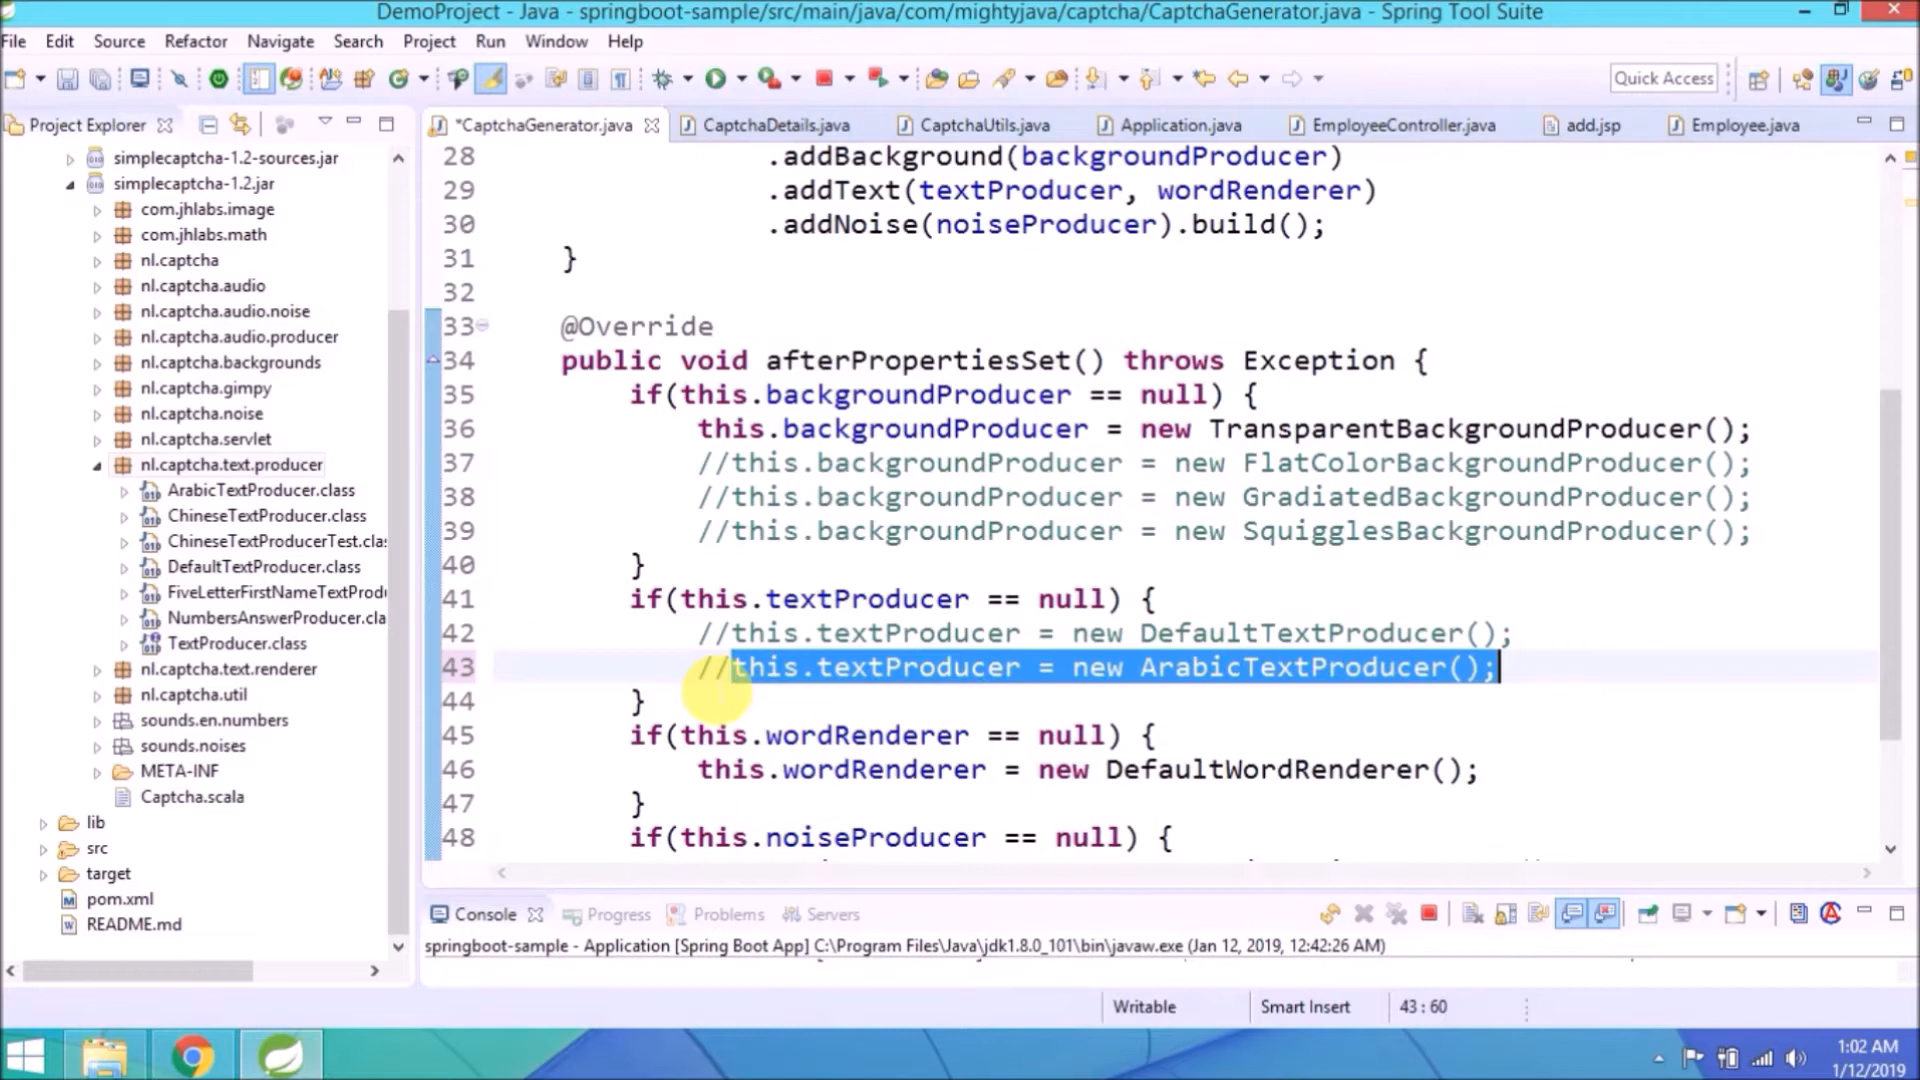 DemoProject - Java - springboot-sample/src/main/java/com/mightyjava/captcha/CaptchaGenerator.java - Spring Tool Suite
File Edit Source Refactor Navigate Search Project Run Window Help
Quick Access
Project Explorer
*CaptchaGenerator.java CaptchaDetails.java CaptchaUtils.java Application.java EmployeeController.java add.jsp Employee.java
simplecaptcha-1.2-sources.jar
simplecaptcha-1.2.jar
com.jhlabs.image
com.jhlabs.math
nl.captcha
nl.captcha.audio
nl.captcha.audio.noise
nl.captcha.audio.producer
nl.captcha.backgrounds
nl.captcha.gimpy
nl.captcha.noise
nl.captcha.servlet
nl.captcha.text.producer
ArabicTextProducer.class
ChineseTextProducer.class
ChineseTextProducerTest.cla
DefaultTextProducer.class
FiveLetterFirstNameTextProd
NumbersAnswerProducer.cla
TextProducer.class
nl.captcha.text.renderer
nl.captcha.util
sounds.en.numbers
sounds.noises
META-INF
Captcha.scala
lib
src
target
pom.xml
README.md
28 .addBackground(backgroundProducer)
29 .addText(textProducer, wordRenderer)
30 .addNoise(noiseProducer).build();
31 }
32
33 @Override
34 public void afterPropertiesSet() throws Exception {
35 if(this.backgroundProducer == null) {
36 this.backgroundProducer = new TransparentBackgroundProducer();
37 //this.backgroundProducer = new FlatColorBackgroundProducer();
38 //this.backgroundProducer = new GradiatedBackgroundProducer();
39 //this.backgroundProducer = new SquigglesBackgroundProducer();
40 }
41 if(this.textProducer == null) {
42 //this.textProducer = new DefaultTextProducer();
43 //this.textProducer = new ArabicTextProducer();
44 }
45 if(this.wordRenderer == null) {
46 this.wordRenderer = new DefaultWordRenderer();
47 }
48 if(this.noiseProducer == null) {
Console Progress Problems Servers
springboot-sample - Application [Spring Boot App] C:\Program Files\Java\jdk1.8.0_101\bin\javaw.exe (Jan 12, 2019, 12:42:26 AM)
Writable Smart Insert 43 : 60
1:02 AM
1/12/2019